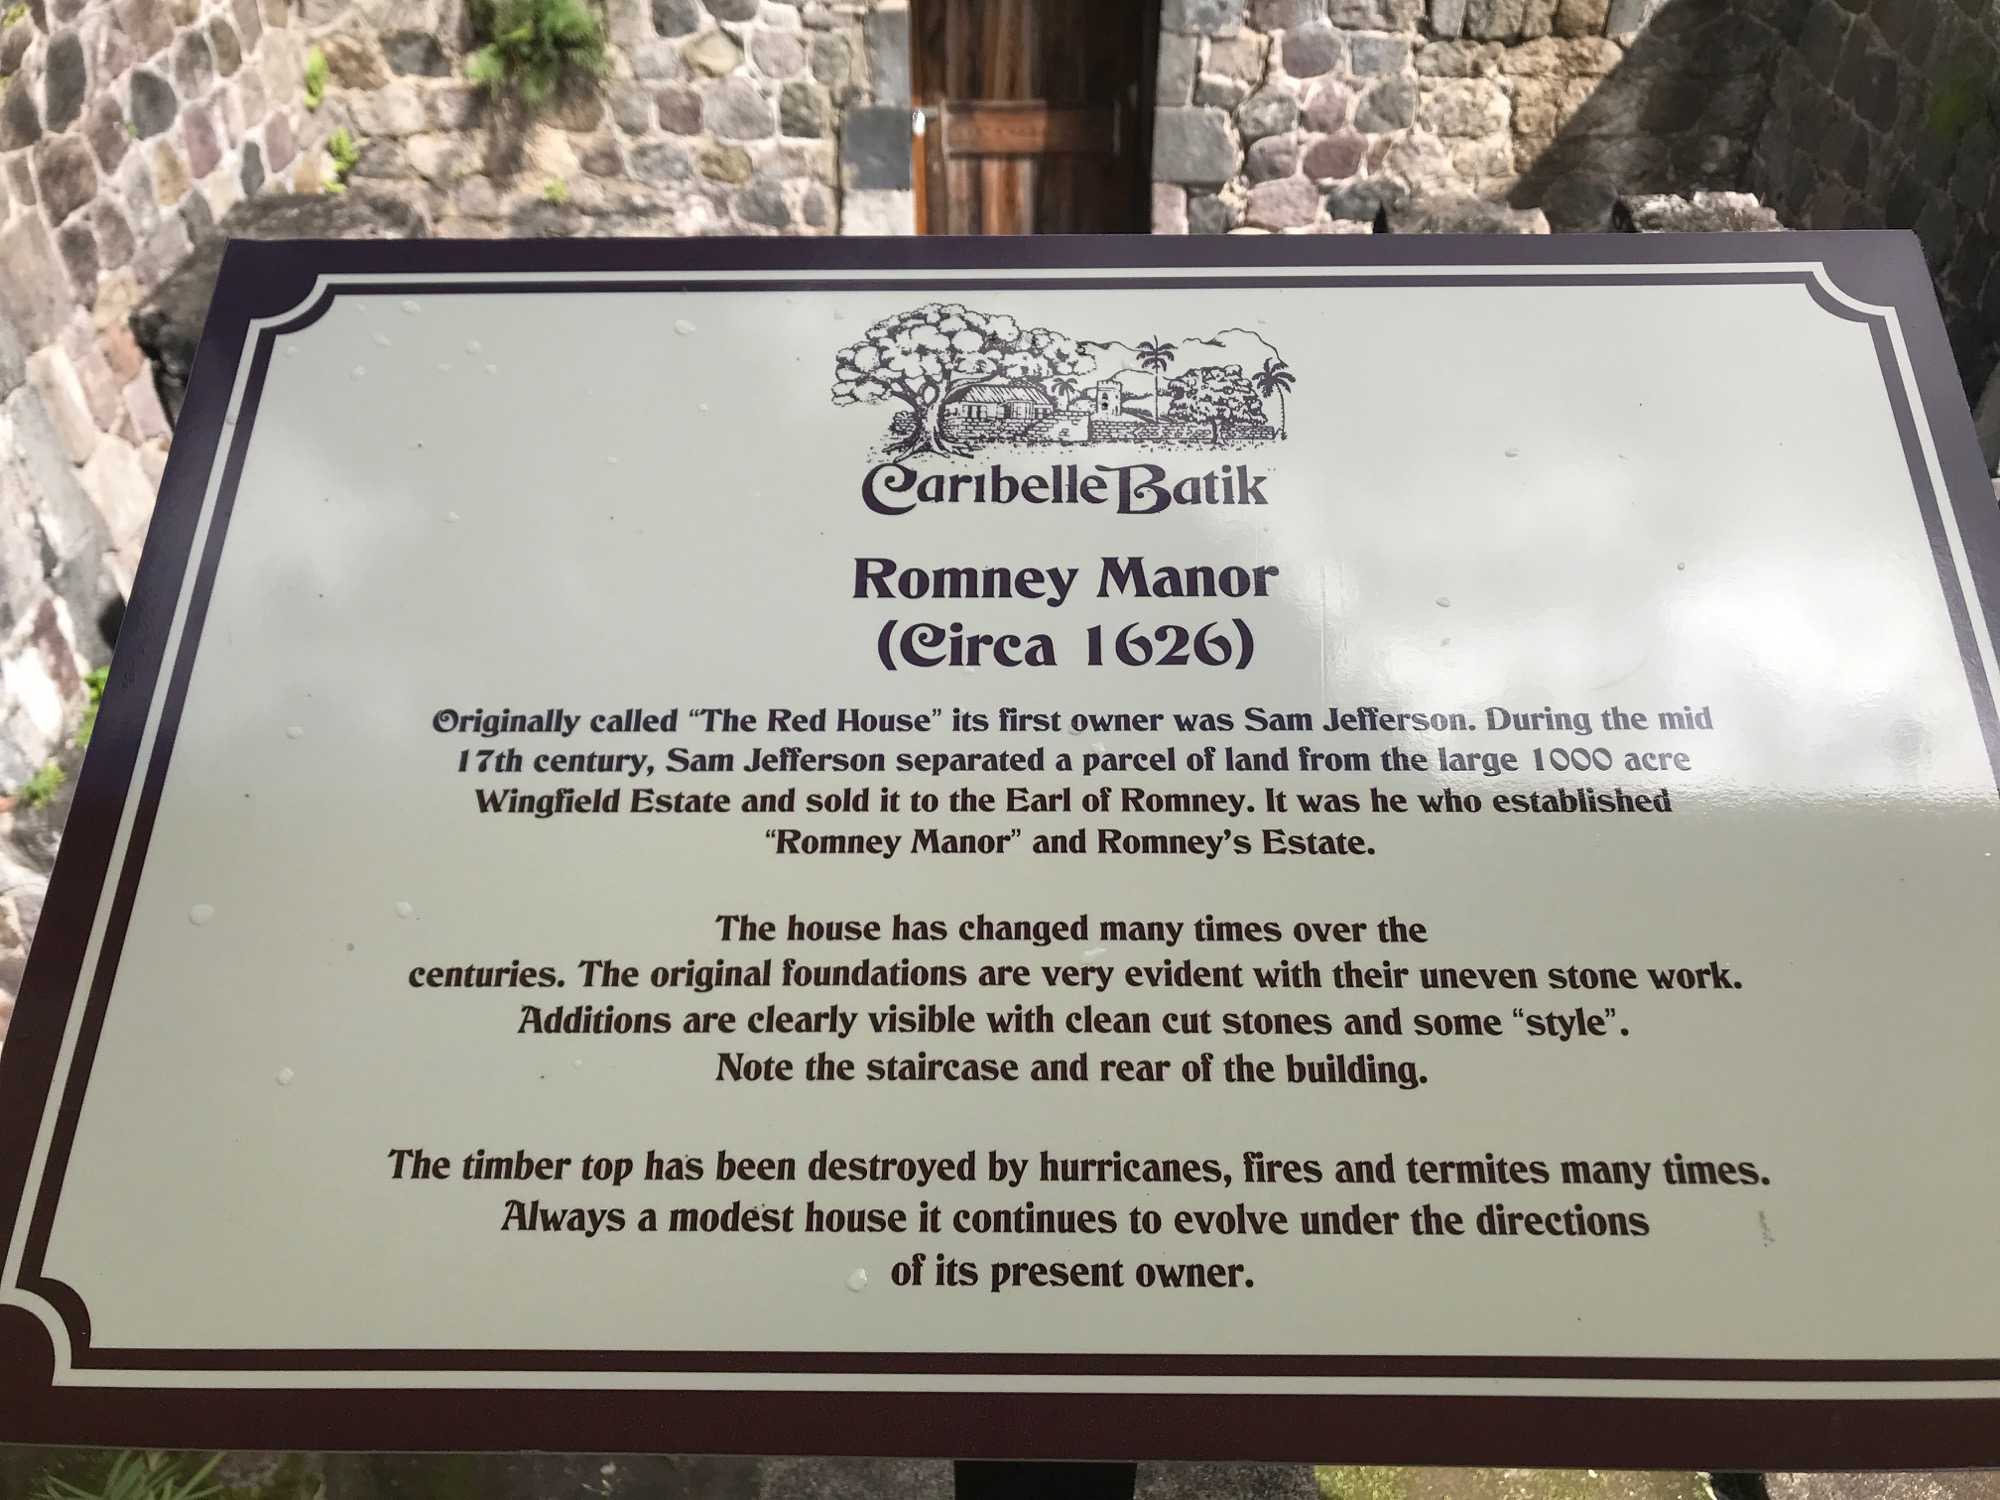 Caribelle Batik
Romney Manor
(Circa 1626)
Originally called “The Red House” its first owner was Sam Jefferson. During the mid
17th century, Sam Jefferson separated a parcel of land from the large 1000 acre
Wingfield Estate and sold it to the Earl of Romney. It was he who established
“Romney Manor” and Romney’s Estate.
The house has changed many times over the
centuries. The original foundations are very evident with their uneven stone work.
Additions are clearly visible with clean cut stones and some “style”.
Note the staircase and rear of the building.
The timber top has been destroyed by hurricanes, fires and termites many times.
Always a modest house it continues to evolve under the directions
of its present owner.